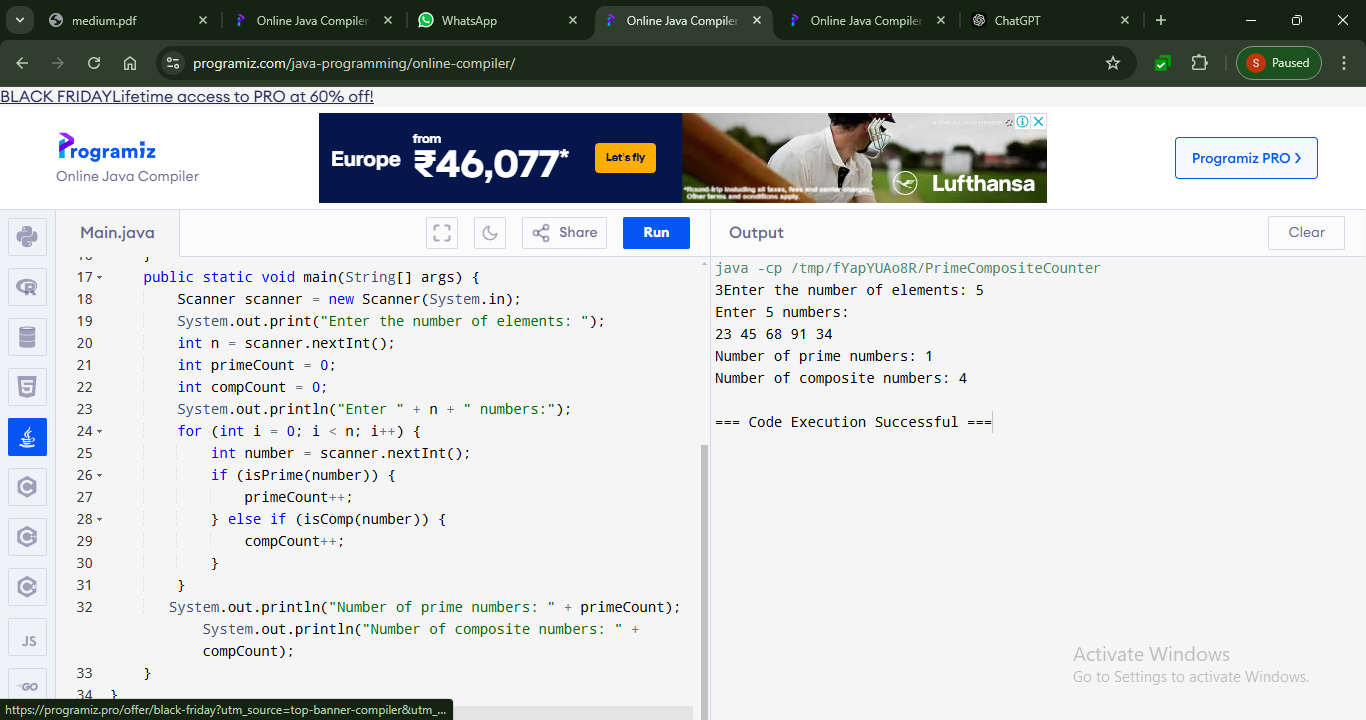 medium.pdf
Online Java Compiler
WhatsApp
Online Java Compiler
Online Java Compiler
ChatGPT
programiz.com/java-programming/online-compiler/
S Paused
BLACK FRIDAYLifetime access to PRO at 60% off!
Programiz
Online Java Compiler
Europe
from
₹46,077*
Let's fly
*Round-trip including all taxes, fees and carrier charges.
Other terms and conditions apply.
Lufthansa
Programiz PRO >
Main.java
Share
Run
Output
Clear
16 }
17 public static void main(String[] args) {
18 Scanner scanner = new Scanner(System.in);
19 System.out.print("Enter the number of elements: ");
20 int n = scanner.nextInt();
21 int primeCount = 0;
22 int compCount = 0;
23 System.out.println("Enter " + n + " numbers:");
24 for (int i = 0; i < n; i++) {
25 int number = scanner.nextInt();
26 if (isPrime(number)) {
27 primeCount++;
28 } else if (isComp(number)) {
29 compCount++;
30 }
31 }
32 System.out.println("Number of prime numbers: " + primeCount);
System.out.println("Number of composite numbers: " +
compCount);
33 }
34 }
JS
GO
java -cp /tmp/fYapYUAo8R/PrimeCompositeCounter
3Enter the number of elements: 5
Enter 5 numbers:
23 45 68 91 34
Number of prime numbers: 1
Number of composite numbers: 4
=== Code Execution Successful ===
Activate Windows
Go to Settings to activate Windows.
https://programiz.pro/offer/black-friday?utm_source=top-banner-compiler&utm_...